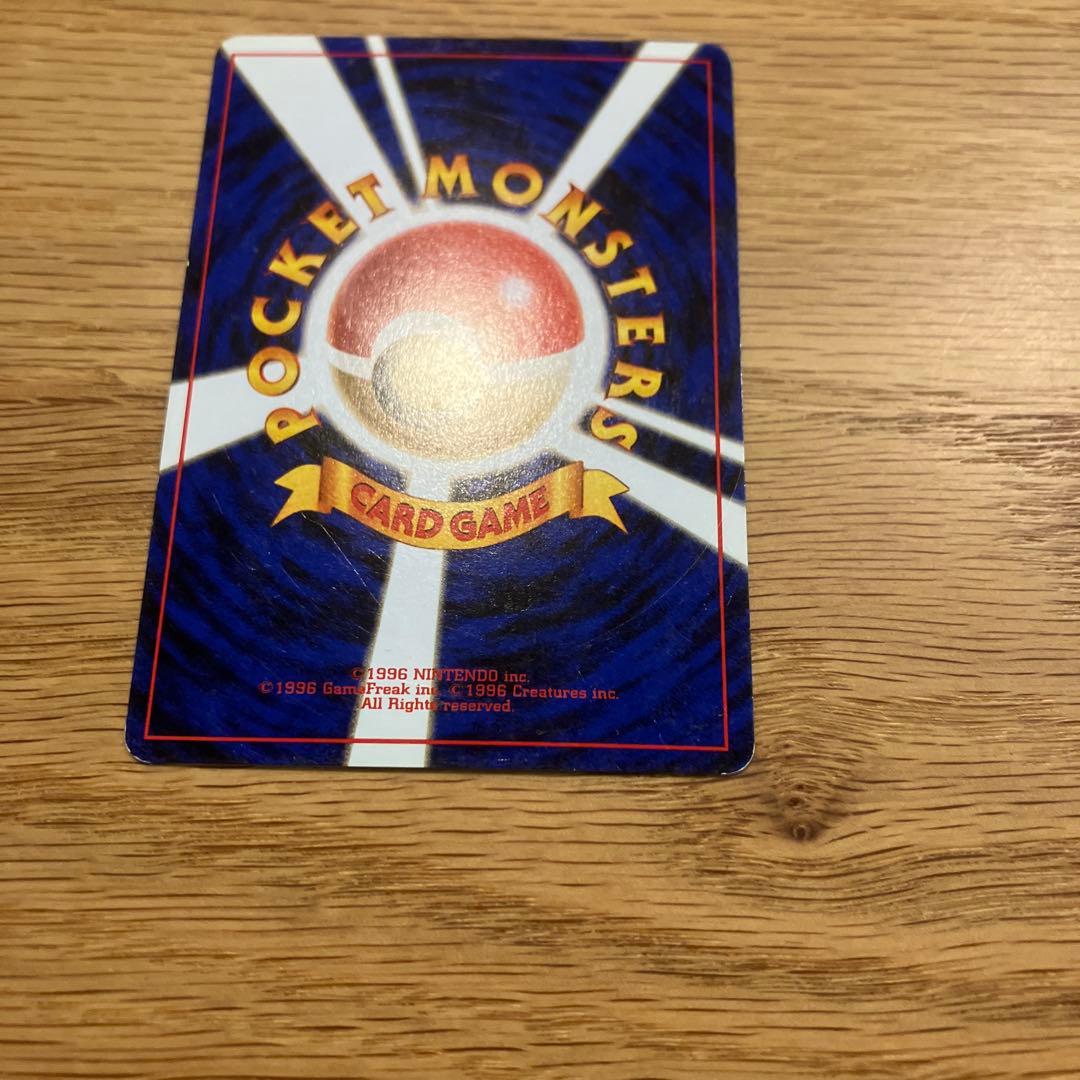 POCKET MONSTERS
CARD GAME
©1996 NINTENDO inc.
©1996 GameFreak inc. ©1996 Creatures inc.
All Rights reserved.